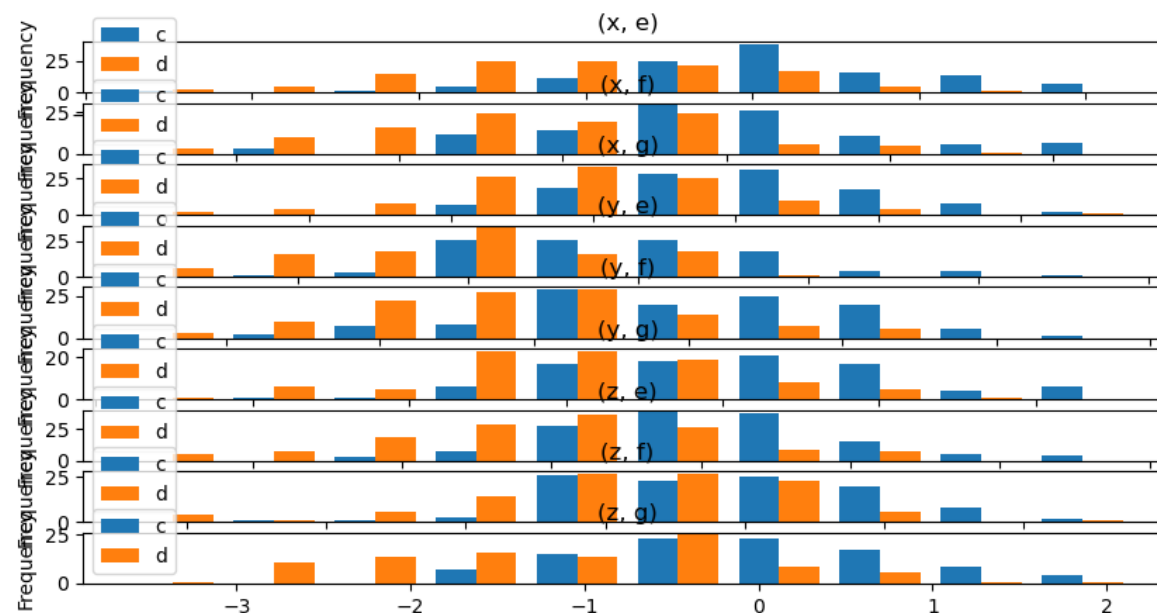 (x, e)
Frequency
25
0
c
d
(x, f)
25
0
c
d
(x, g)
25
0
c
d
(y, e)
25
0
c
d
(y, f)
25
0
c
d
(y, g)
20
0
c
d
(z, e)
25
0
c
d
(z, f)
25
0
c
d
(z, g)
25
0
c
d
Frequency
−3 −2 −1 0 1 2